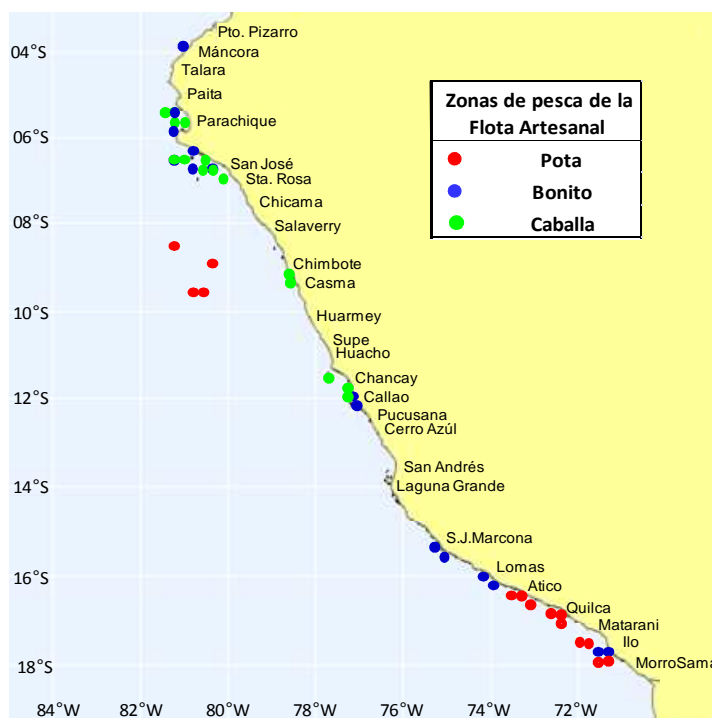 Pto. Pizarro
04°S
Máncora
Talara
Paita
Parachique
06°S
San José
Sta. Rosa
Chicama
08°S
Salaverry
Chimbote
Casma
10°S
Huarmey
Supe
Huacho
Chancay
12°S
Callao
Pucusana
Cerro Azúl
San Andrés
14°S
Laguna Grande
S.J.Marcona
Lomas
16°S
Atico
Quilca
Matarani
Ilo
18°S
MorroSama
84°W 82°W 80°W 78°W 76°W 74°W 72°W
Zonas de pesca de la
Flota Artesanal
Pota
Bonito
Caballa